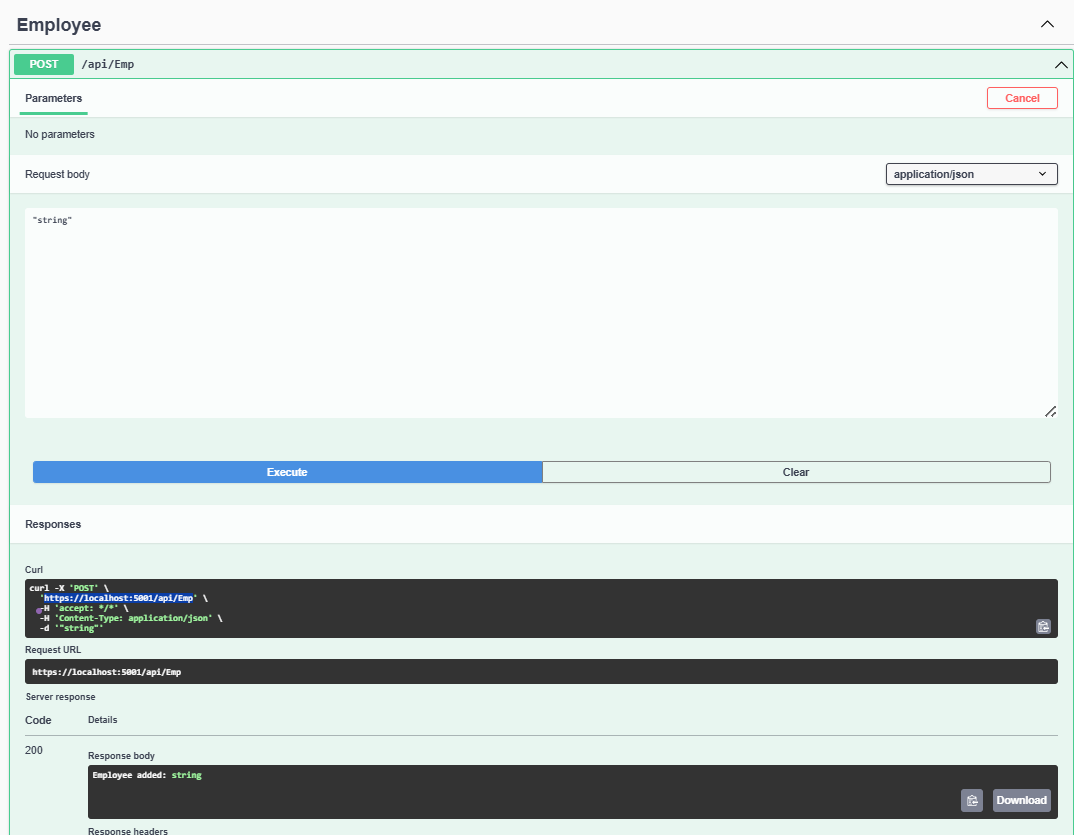 Employee
POST /api/Emp
Parameters
Cancel
No parameters
Request body
application/json
"string"
Execute
Clear
Responses
Curl
curl -X 'POST' \
'https://localhost:5001/api/Emp' \
-H 'accept: */*' \
-H 'Content-Type: application/json' \
-d '"string"'
Request URL
https://localhost:5001/api/Emp
Server response
Code Details
200
Response body
Employee added: string
Download
Response headers